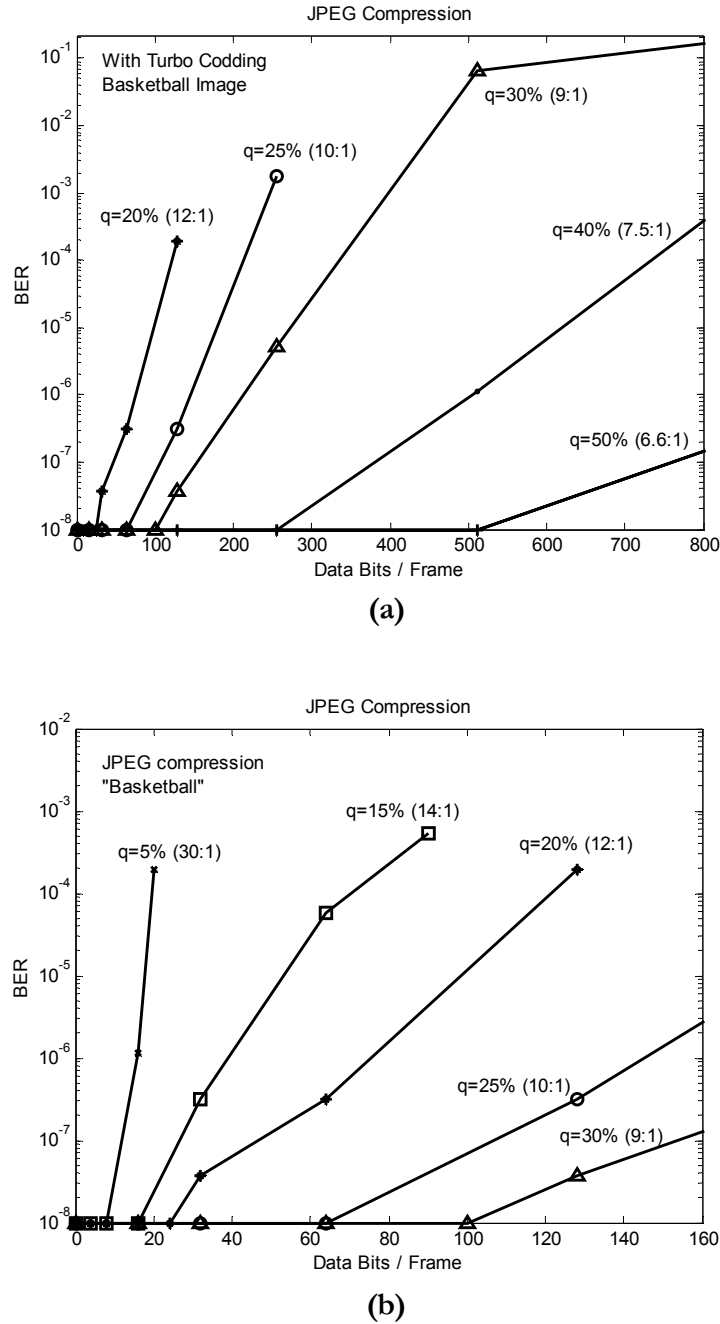 JPEG Compression
With Turbo Codding
Basketball Image
q=30% (9:1)
q=25% (10:1)
q=20% (12:1)
q=40% (7.5:1)
q=50% (6.6:1)
BER
10^-1
10^-2
10^-3
10^-4
10^-5
10^-6
10^-7
10^-8
0 100 200 300 400 500 600 700 800
Data Bits / Frame
(a)
JPEG Compression
JPEG compression
"Basketball"
q=15% (14:1)
q=5% (30:1)
q=20% (12:1)
q=25% (10:1)
q=30% (9:1)
BER
10^-2
10^-3
10^-4
10^-5
10^-6
10^-7
10^-8
0 20 40 60 80 100 120 140 160
Data Bits / Frame
(b)